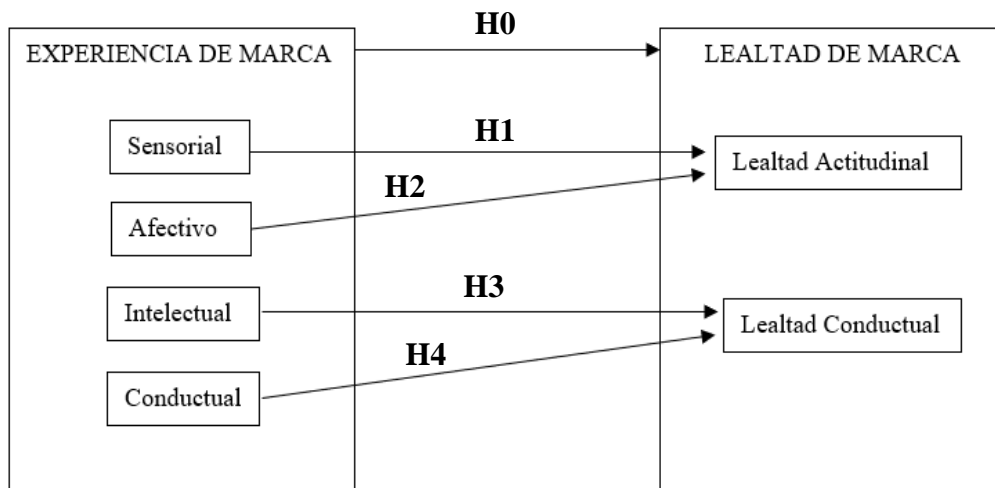 H0
EXPERIENCIA DE MARCA
LEALTAD DE MARCA
H1
Sensorial
Lealtad Actitudinal
H2
Afectivo
H3
Intelectual
Lealtad Conductual
H4
Conductual